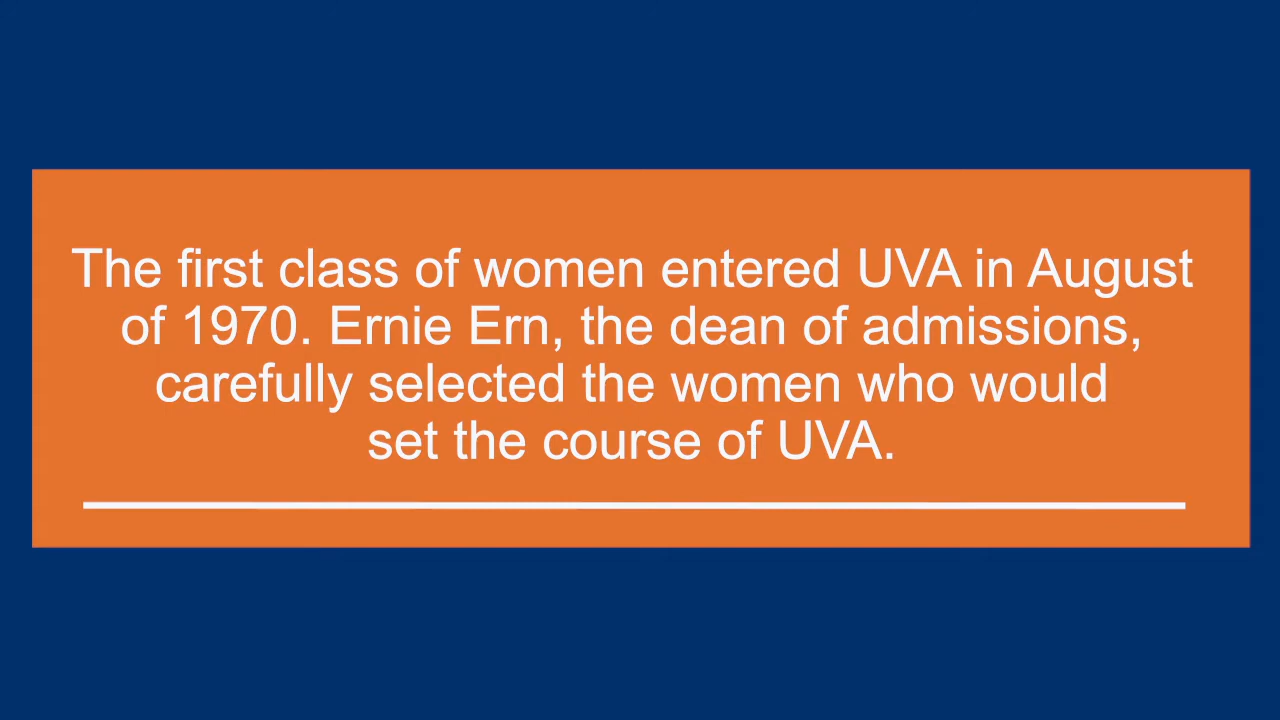 The first class of women entered UVA in August
of 1970. Ernie Ern, the dean of admissions,
carefully selected the women who would
set the course of UVA.